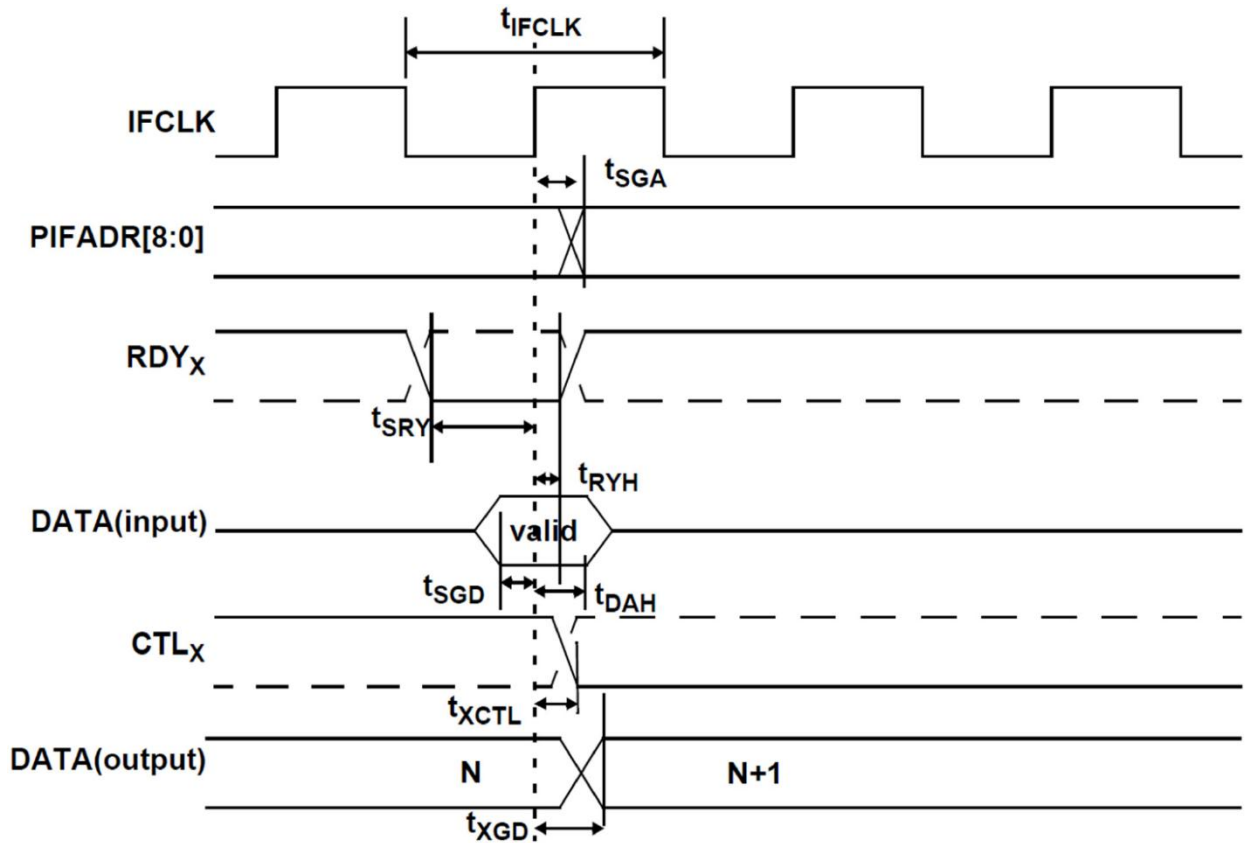 tIFCLK
IFCLK
tSGA
PIFADR[8:0]
RDYX
tSRY
tRYH
DATA(input)
valid
tSGD
tDAH
CTLX
tXCTL
DATA(output)
N
N+1
tXGD